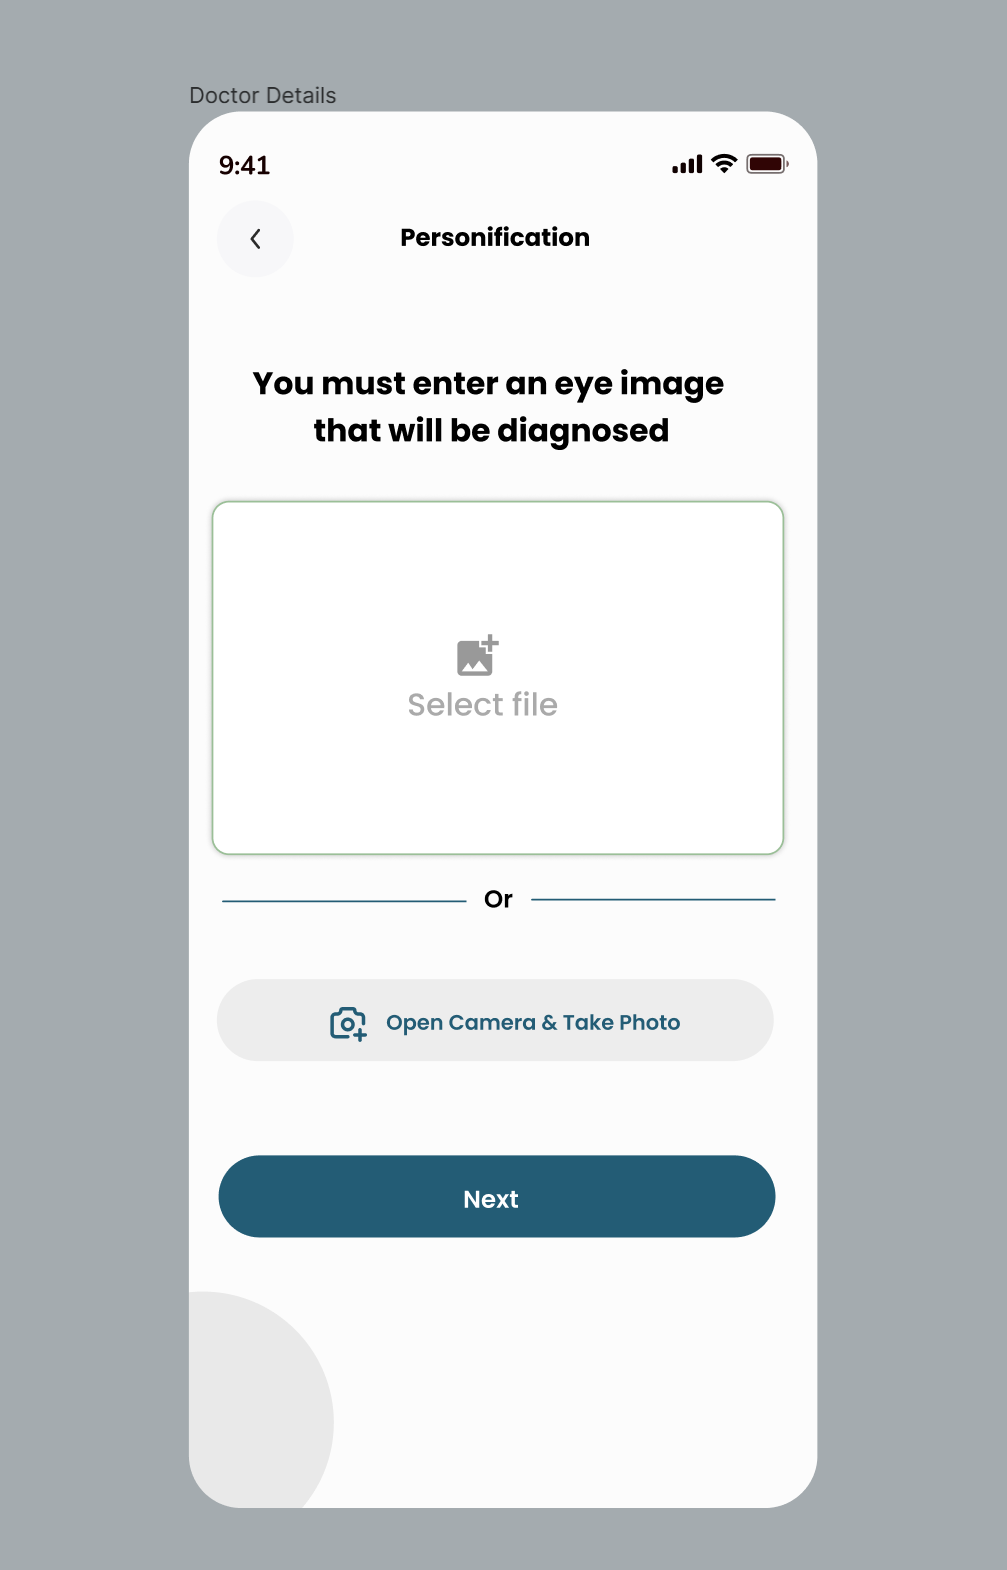 Doctor Details
9:41
Personification
You must enter an eye image
that will be diagnosed
Select file
Or
Open Camera & Take Photo
Next